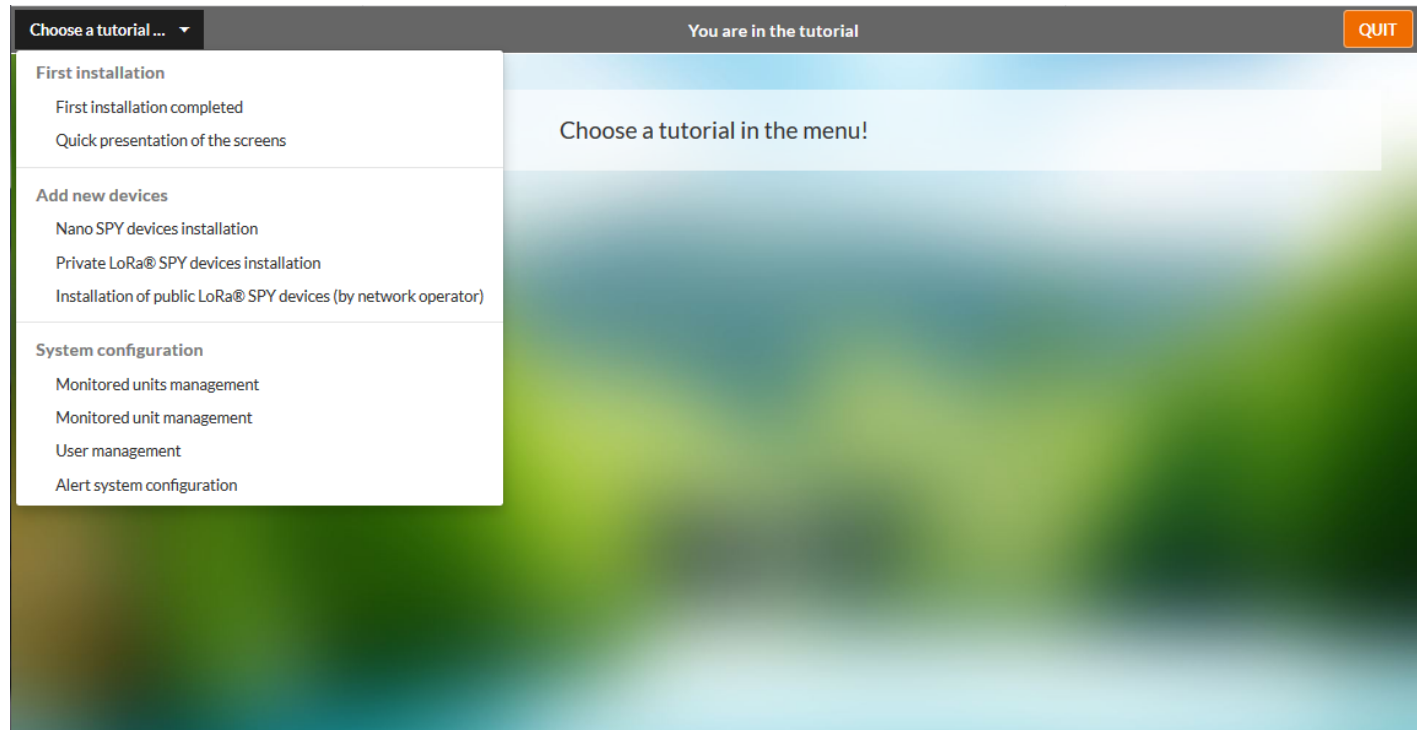 Choose a tutorial ...
You are in the tutorial
QUIT
First installation
First installation completed
Quick presentation of the screens
Add new devices
Nano SPY devices installation
Private LoRa® SPY devices installation
Installation of public LoRa® SPY devices (by network operator)
System configuration
Monitored units management
Monitored unit management
User management
Alert system configuration
Choose a tutorial in the menu!